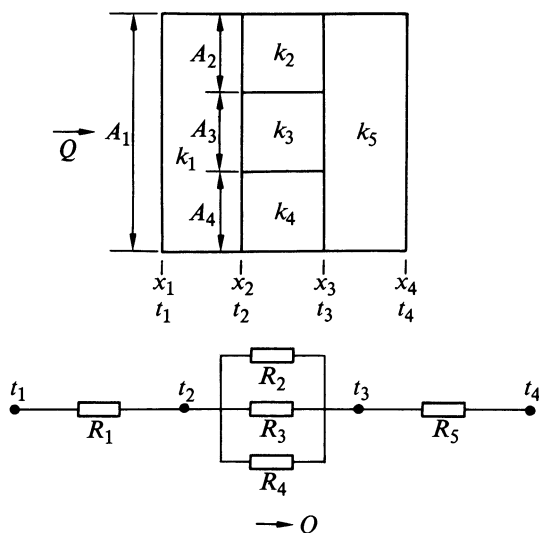 A₂ k₂
Q A₁ k₁ A₃ k₃ k₅
A₄ k₄
x₁ x₂ x₃ x₄
t₁ t₂ t₃ t₄
R₂
t₁ t₂ t₃ t₄
R₁ R₃ R₅
R₄
Q